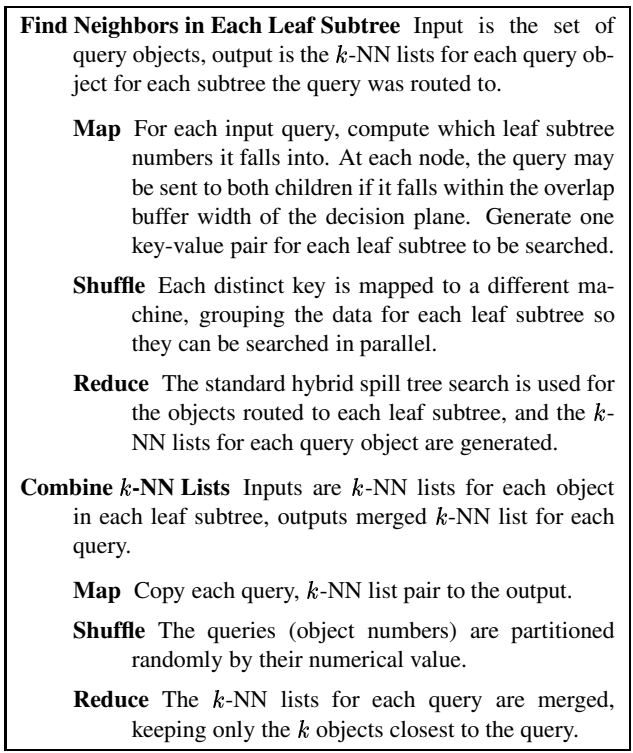 Find Neighbors in Each Leaf Subtree Input is the set of
query objects, output is the k-NN lists for each query ob-
ject for each subtree the query was routed to.
Map For each input query, compute which leaf subtree
numbers it falls into. At each node, the query may
be sent to both children if it falls within the overlap
buffer width of the decision plane. Generate one
key-value pair for each leaf subtree to be searched.
Shuffle Each distinct key is mapped to a different ma-
chine, grouping the data for each leaf subtree so
they can be searched in parallel.
Reduce The standard hybrid spill tree search is used for
the objects routed to each leaf subtree, and the k-
NN lists for each query object are generated.
Combine k-NN Lists Inputs are k-NN lists for each object
in each leaf subtree, outputs merged k-NN list for each
query.
Map Copy each query, k-NN list pair to the output.
Shuffle The queries (object numbers) are partitioned
randomly by their numerical value.
Reduce The k-NN lists for each query are merged,
keeping only the k objects closest to the query.